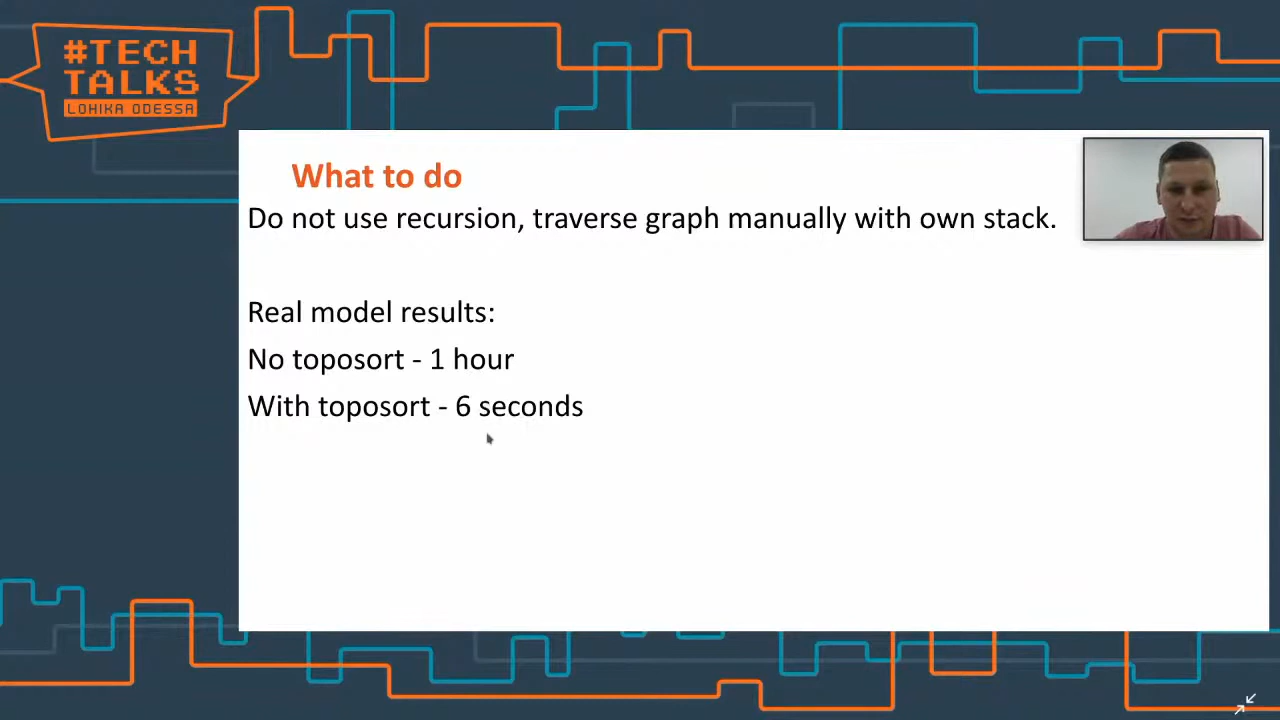 #TECH
TALKS
LOHIKA ODESSA
What to do
Do not use recursion, traverse graph manually with own stack.
Real model results:
No toposort - 1 hour
With toposort - 6 seconds